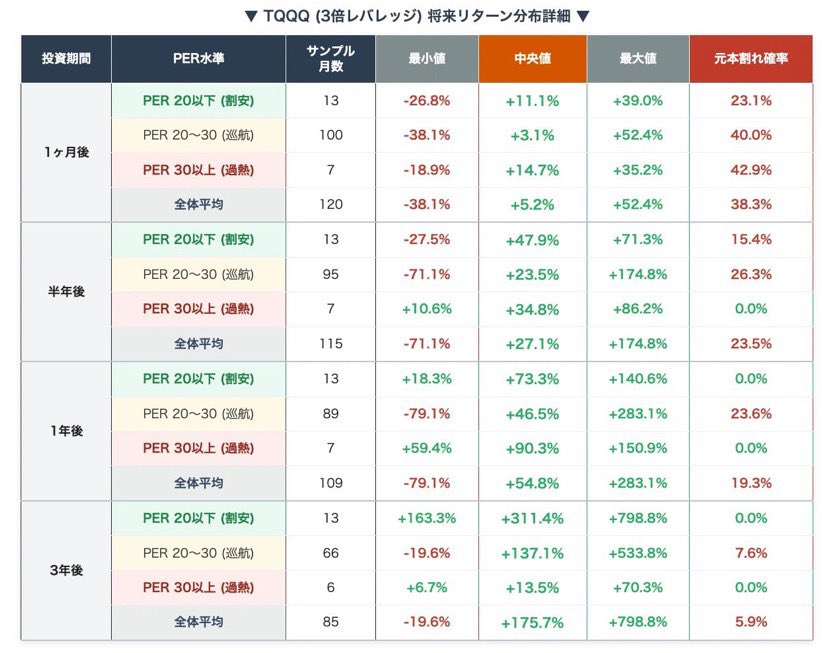 ▼ TQQQ (3倍レバレッジ) 将来リターン分布詳細 ▼
投資期間 PER水準 サンプル月数 最小値 中央値 最大値 元本割れ確率
1ヶ月後
PER 20以下 (割安) 13 -26.8% +11.1% +39.0% 23.1%
PER 20〜30 (巡航) 100 -38.1% +3.1% +52.4% 40.0%
PER 30以上 (過熱) 7 -18.9% +14.7% +35.2% 42.9%
全体平均 120 -38.1% +5.2% +52.4% 38.3%
半年後
PER 20以下 (割安) 13 -27.5% +47.9% +71.3% 15.4%
PER 20〜30 (巡航) 95 -71.1% +23.5% +174.8% 26.3%
PER 30以上 (過熱) 7 +10.6% +34.8% +86.2% 0.0%
全体平均 115 -71.1% +27.1% +174.8% 23.5%
1年後
PER 20以下 (割安) 13 +18.3% +73.3% +140.6% 0.0%
PER 20〜30 (巡航) 89 -79.1% +46.5% +283.1% 23.6%
PER 30以上 (過熱) 7 +59.4% +90.3% +150.9% 0.0%
全体平均 109 -79.1% +54.8% +283.1% 19.3%
3年後
PER 20以下 (割安) 13 +163.3% +311.4% +798.8% 0.0%
PER 20〜30 (巡航) 66 -19.6% +137.1% +533.8% 7.6%
PER 30以上 (過熱) 6 +6.7% +13.5% +70.3% 0.0%
全体平均 85 -19.6% +175.7% +798.8% 5.9%